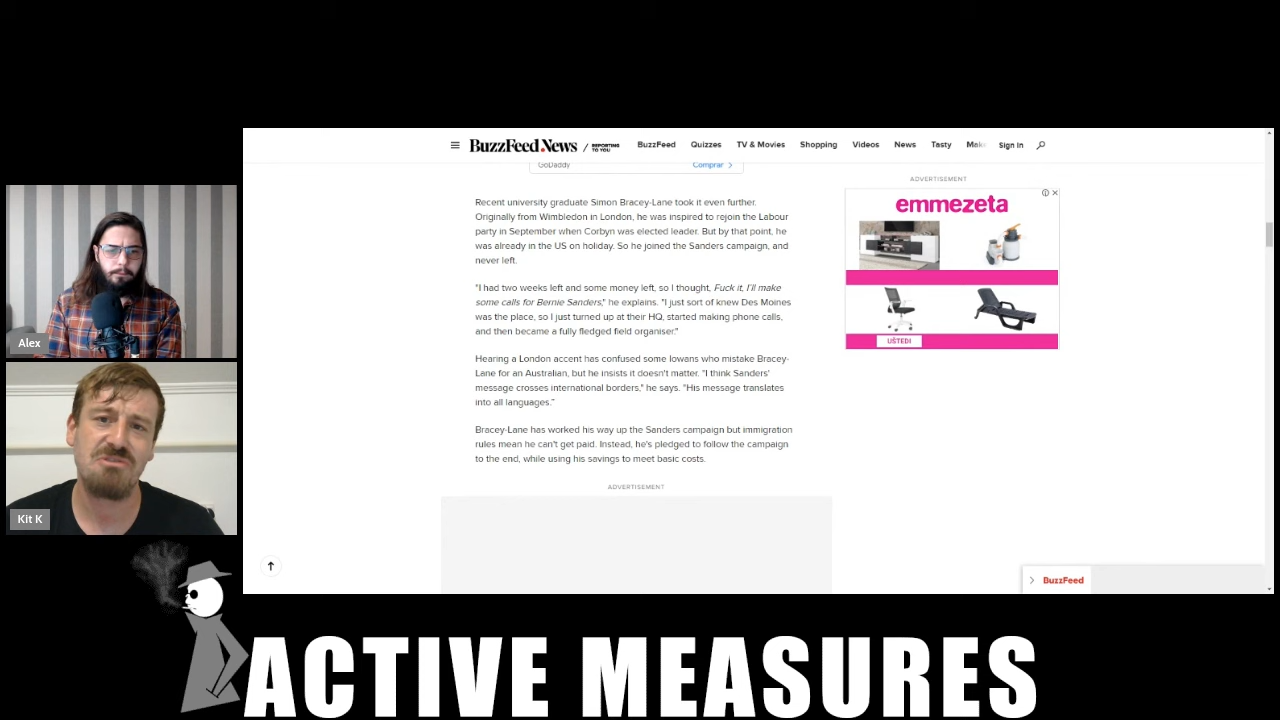 BuzzFeed News / REPORTING TO YOU BuzzFeed Quizzes TV & Movies Shopping Videos News Tasty Make Sign In
GoDaddy Comprar >
ADVERTISEMENT
emmezeta
UŠTEDI
Recent university graduate Simon Bracey-Lane took it even further.
Originally from Wimbledon in London, he was inspired to rejoin the Labour
party in September when Corbyn was elected leader. But by that point, he
was already in the US on holiday. So he joined the Sanders campaign, and
never left.
"I had two weeks left and some money left, so I thought, Fuck it, I'll make
some calls for Bernie Sanders," he explains. "I just sort of knew Des Moines
was the place, so I just turned up at their HQ, started making phone calls,
and then became a fully fledged field organiser."
Hearing a London accent has confused some Iowans who mistake Bracey-
Lane for an Australian, but he insists it doesn't matter. "I think Sanders'
message crosses international borders," he says. "His message translates
into all languages."
Bracey-Lane has worked his way up the Sanders campaign but immigration
rules mean he can't get paid. Instead, he's pledged to follow the campaign
to the end, while using his savings to meet basic costs.
ADVERTISEMENT
BuzzFeed
Alex
Kit K
ACTIVE MEASURES